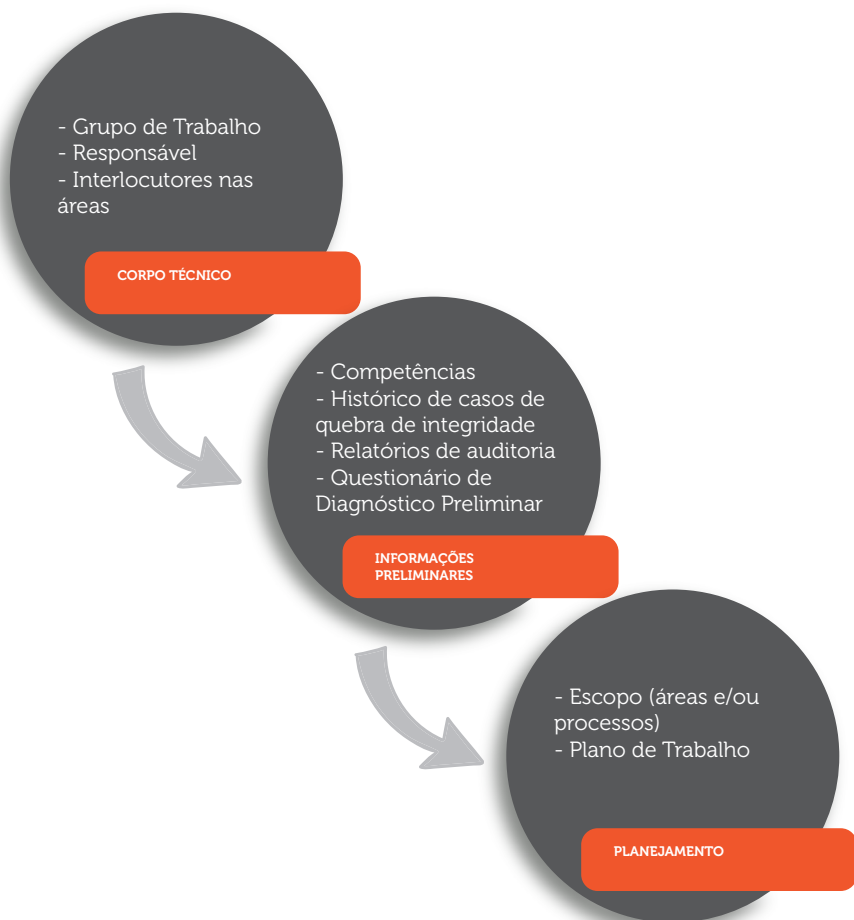 - Grupo de Trabalho
- Responsável
- Interlocutores nas
áreas
CORPO TÉCNICO
- Competências
- Histórico de casos de
quebra de integridade
- Relatórios de auditoria
- Questionário de
Diagnóstico Preliminar
INFORMAÇÕES
PRELIMINARES
- Escopo (áreas e/ou
processos)
- Plano de Trabalho
PLANEJAMENTO